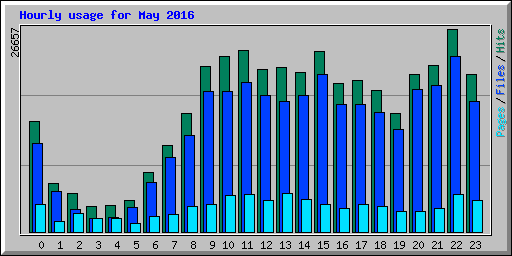 Hourly usage for May 2016
26657
Pages / Files / Hits
0 1 2 3 4 5 6 7 8 9 10 11 12 13 14 15 16 17 18 19 20 21 22 23